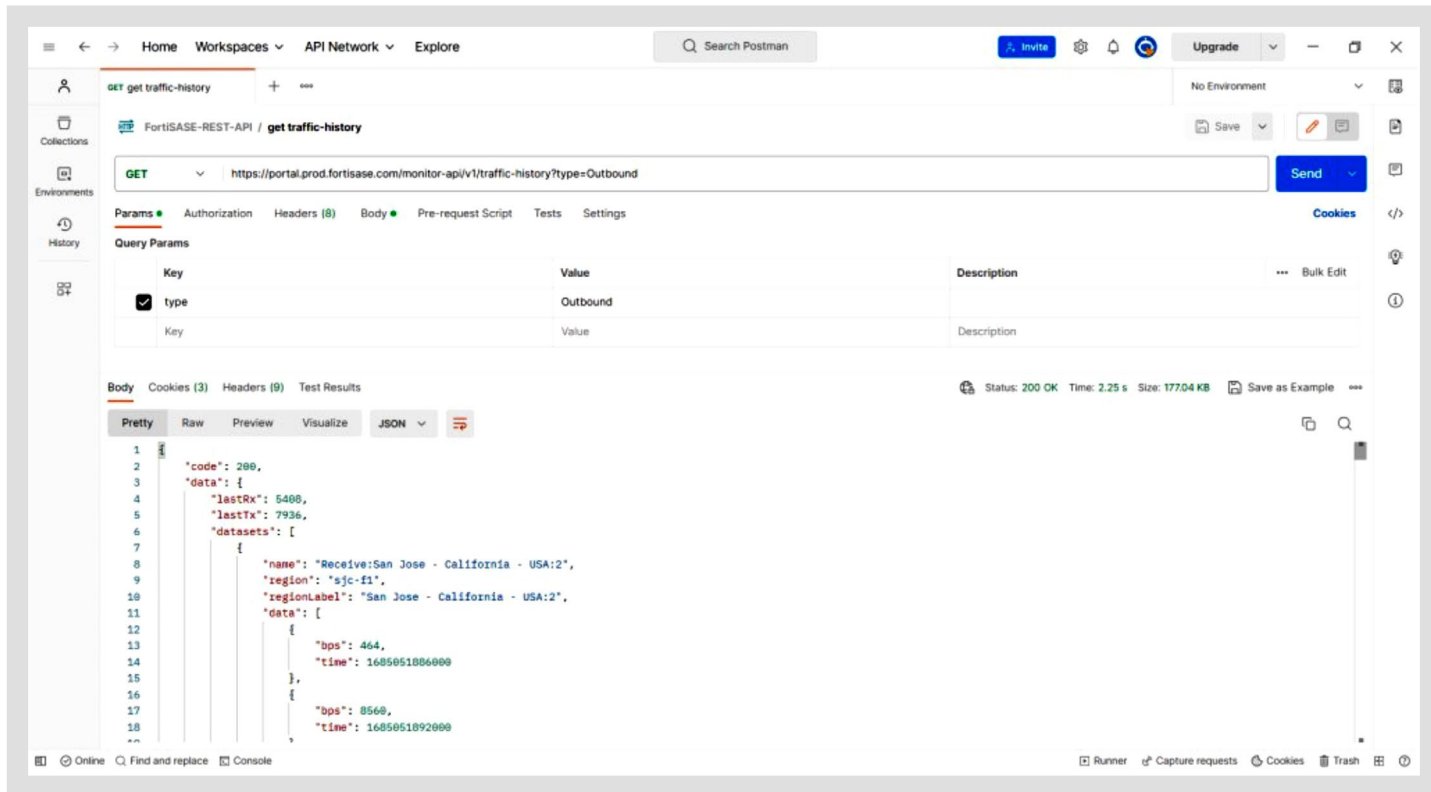 Home Workspaces API Network Explore Search Postman Invite Upgrade
GET get traffic-history No Environment
HTTP FortiSASE-REST-API / get traffic-history Save
GET https://portal.prod.fortisase.com/monitor-api/v1/traffic-history?type=Outbound Send
Params Authorization Headers (8) Body Pre-request Script Tests Settings Cookies
Query Params
Key Value Description Bulk Edit
type Outbound
Key Value Description
Body Cookies (3) Headers (9) Test Results Status: 200 OK Time: 2.25 s Size: 177.04 KB Save as Example
Pretty Raw Preview Visualize JSON
1 {
2 "code": 200,
3 "data": {
4 "lastRx": 5408,
5 "lastTx": 7936,
6 "datasets": [
7 {
8 "name": "Receive:San Jose - California - USA:2",
9 "region": "sjc-f1",
10 "regionLabel": "San Jose - California - USA:2",
11 "data": [
12 {
13 "bps": 464,
14 "time": 1685051886000
15 },
16 {
17 "bps": 8560,
18 "time": 1685051892000
Online Find and replace Console Runner Capture requests Cookies Trash
Collections
Environments
History